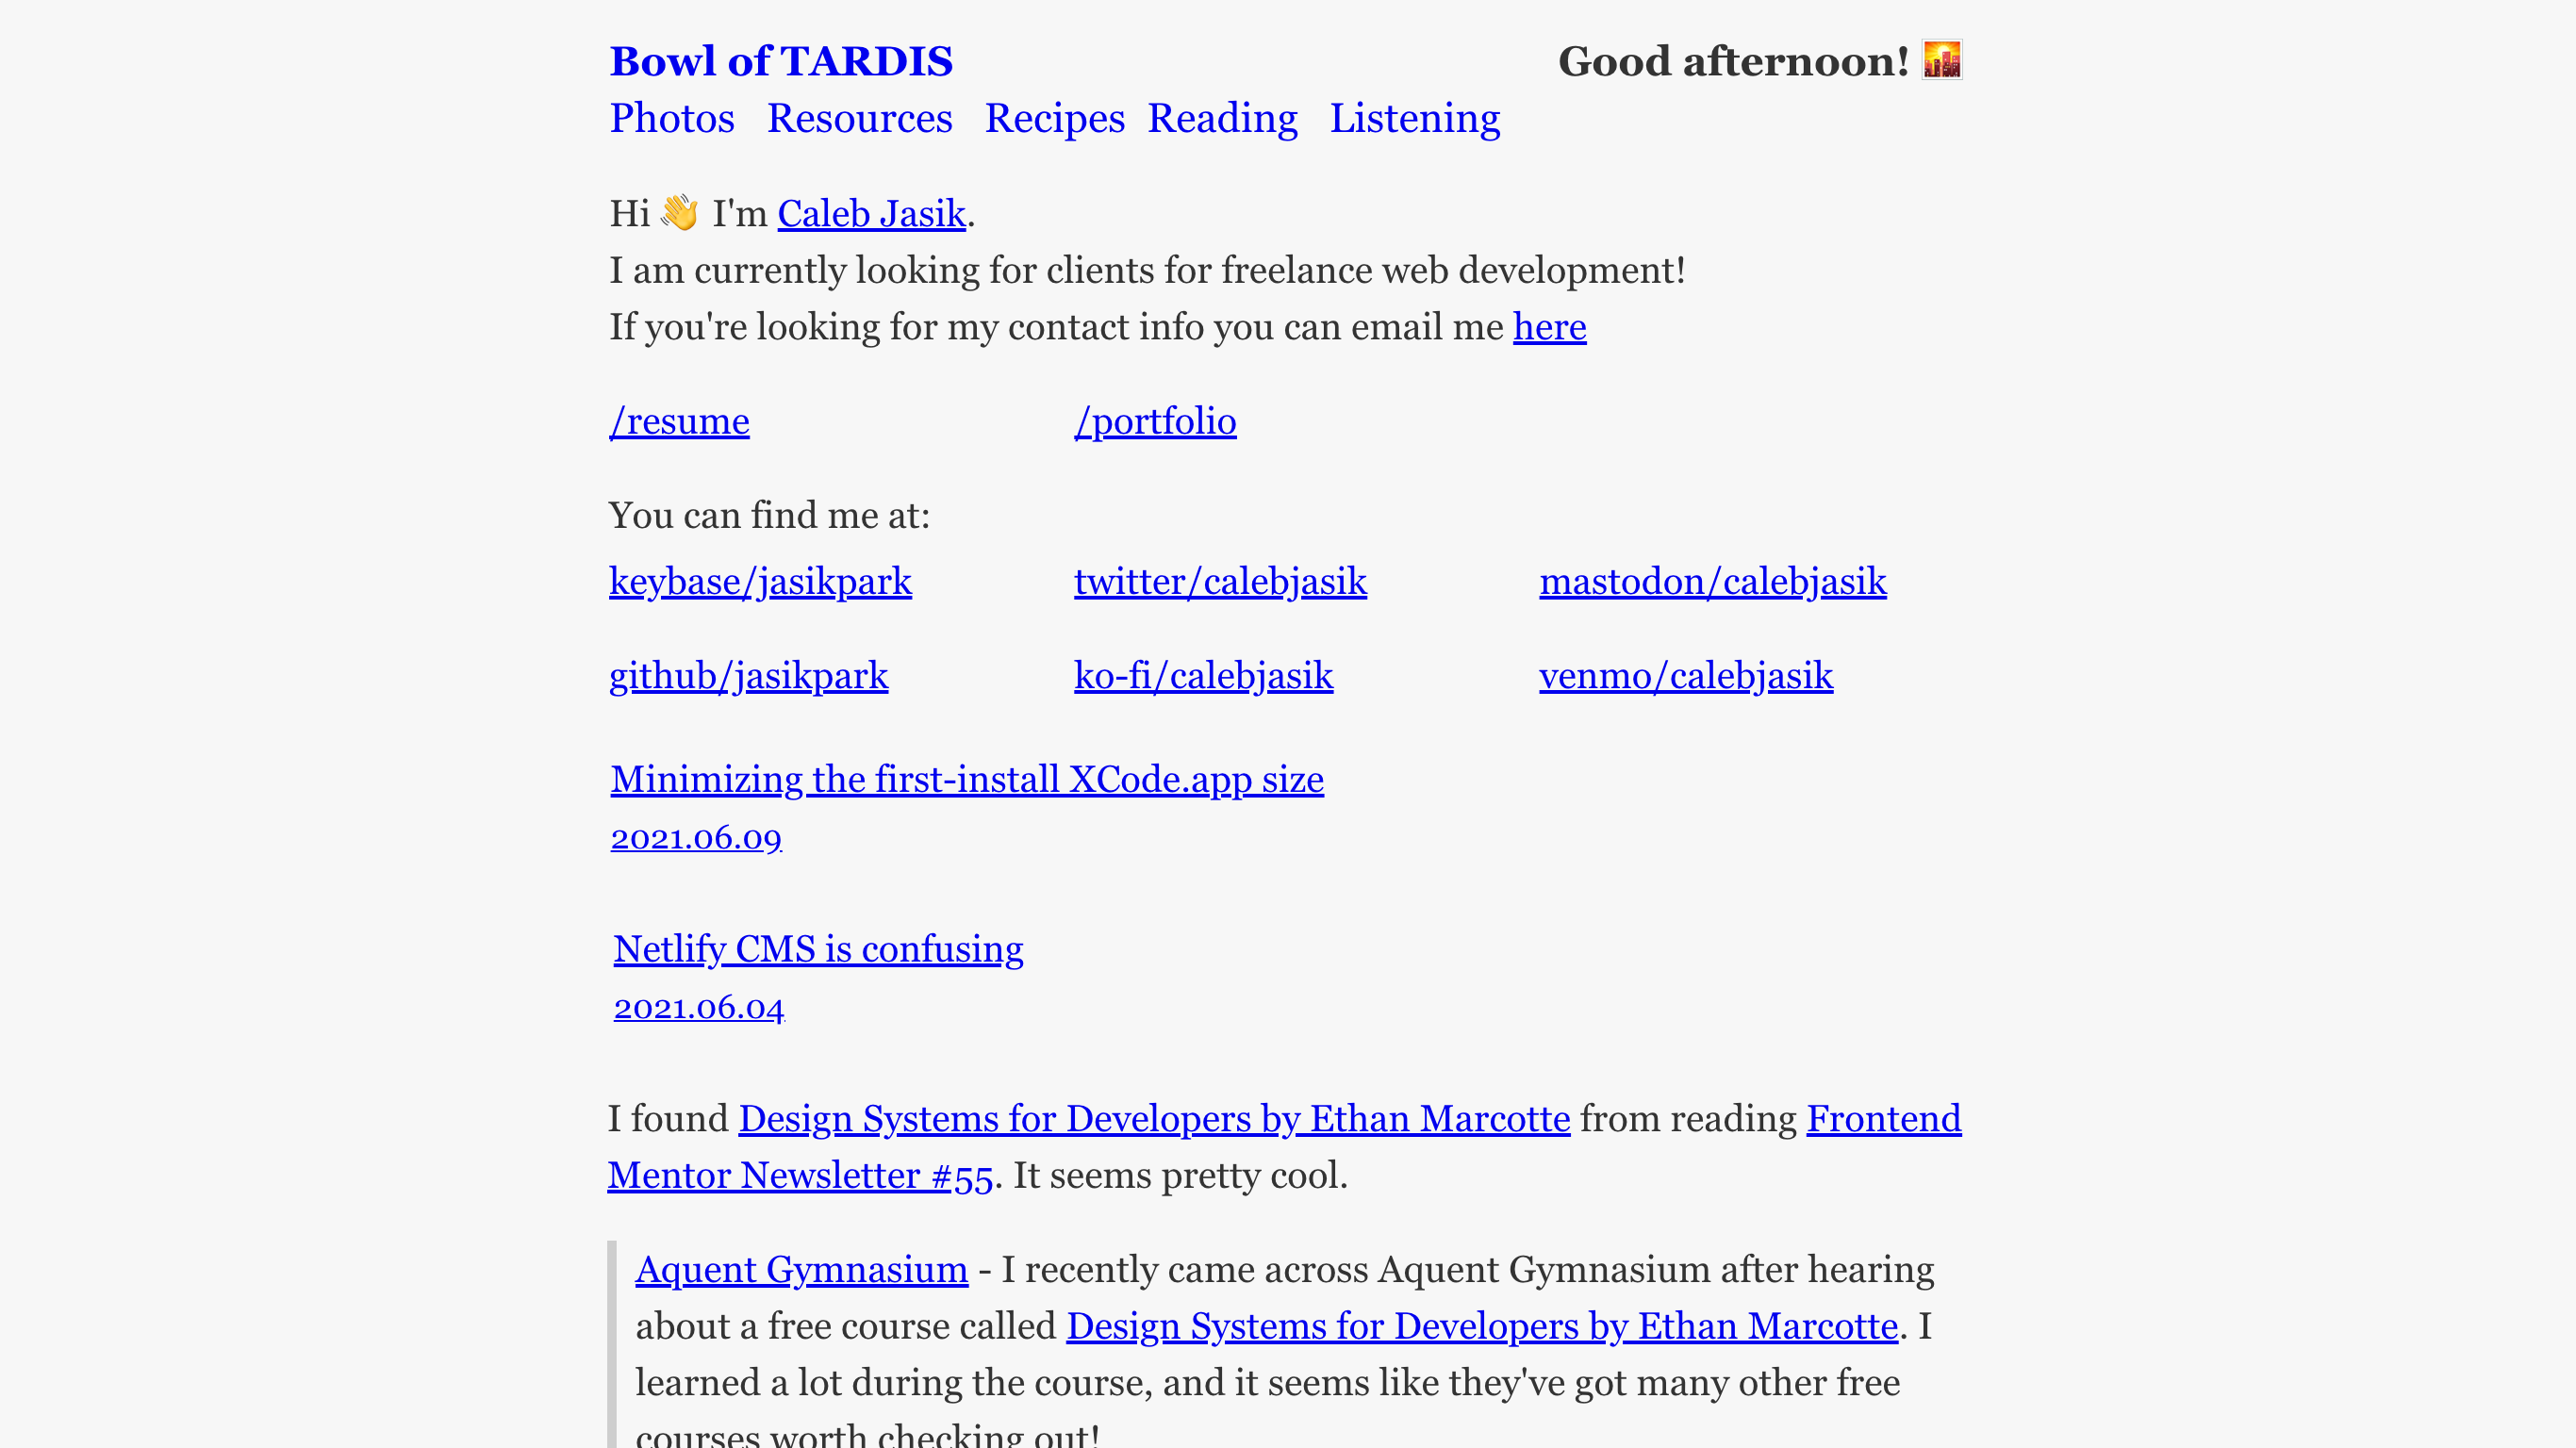 Bowl of TARDIS
Good afternoon! 🌇
Photos Resources Recipes Reading Listening
Hi 👋 I'm Caleb Jasik.
I am currently looking for clients for freelance web development!
If you're looking for my contact info you can email me here
/resume /portfolio
You can find me at:
keybase/jasikpark twitter/calebjasik mastodon/calebjasik
github/jasikpark ko-fi/calebjasik venmo/calebjasik
Minimizing the first-install XCode.app size
2021.06.09
Netlify CMS is confusing
2021.06.04
I found Design Systems for Developers by Ethan Marcotte from reading Frontend
Mentor Newsletter #55. It seems pretty cool.
Aquent Gymnasium - I recently came across Aquent Gymnasium after hearing
about a free course called Design Systems for Developers by Ethan Marcotte. I
learned a lot during the course, and it seems like they've got many other free
courses worth checking out!